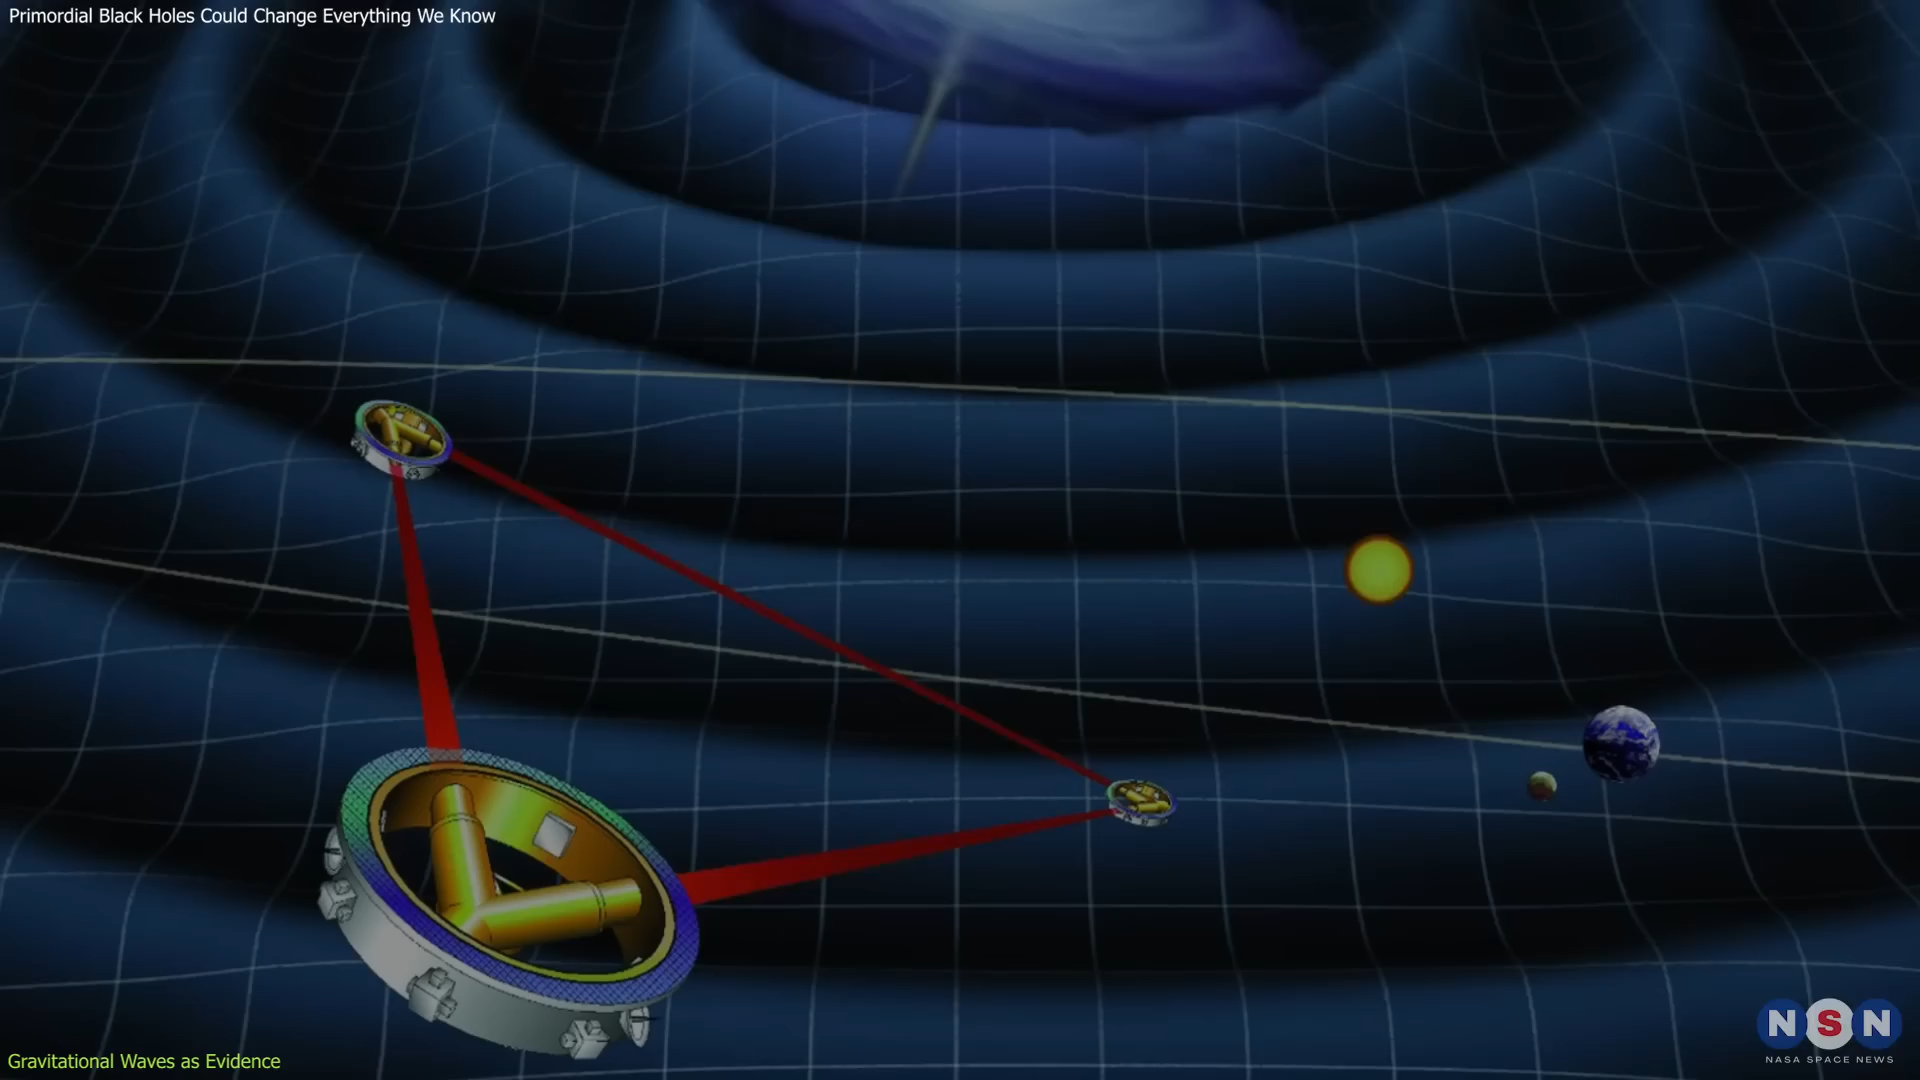 Primordial Black Holes Could Change Everything We Know
Gravitational Waves as Evidence
NSN
NASA SPACE NEWS